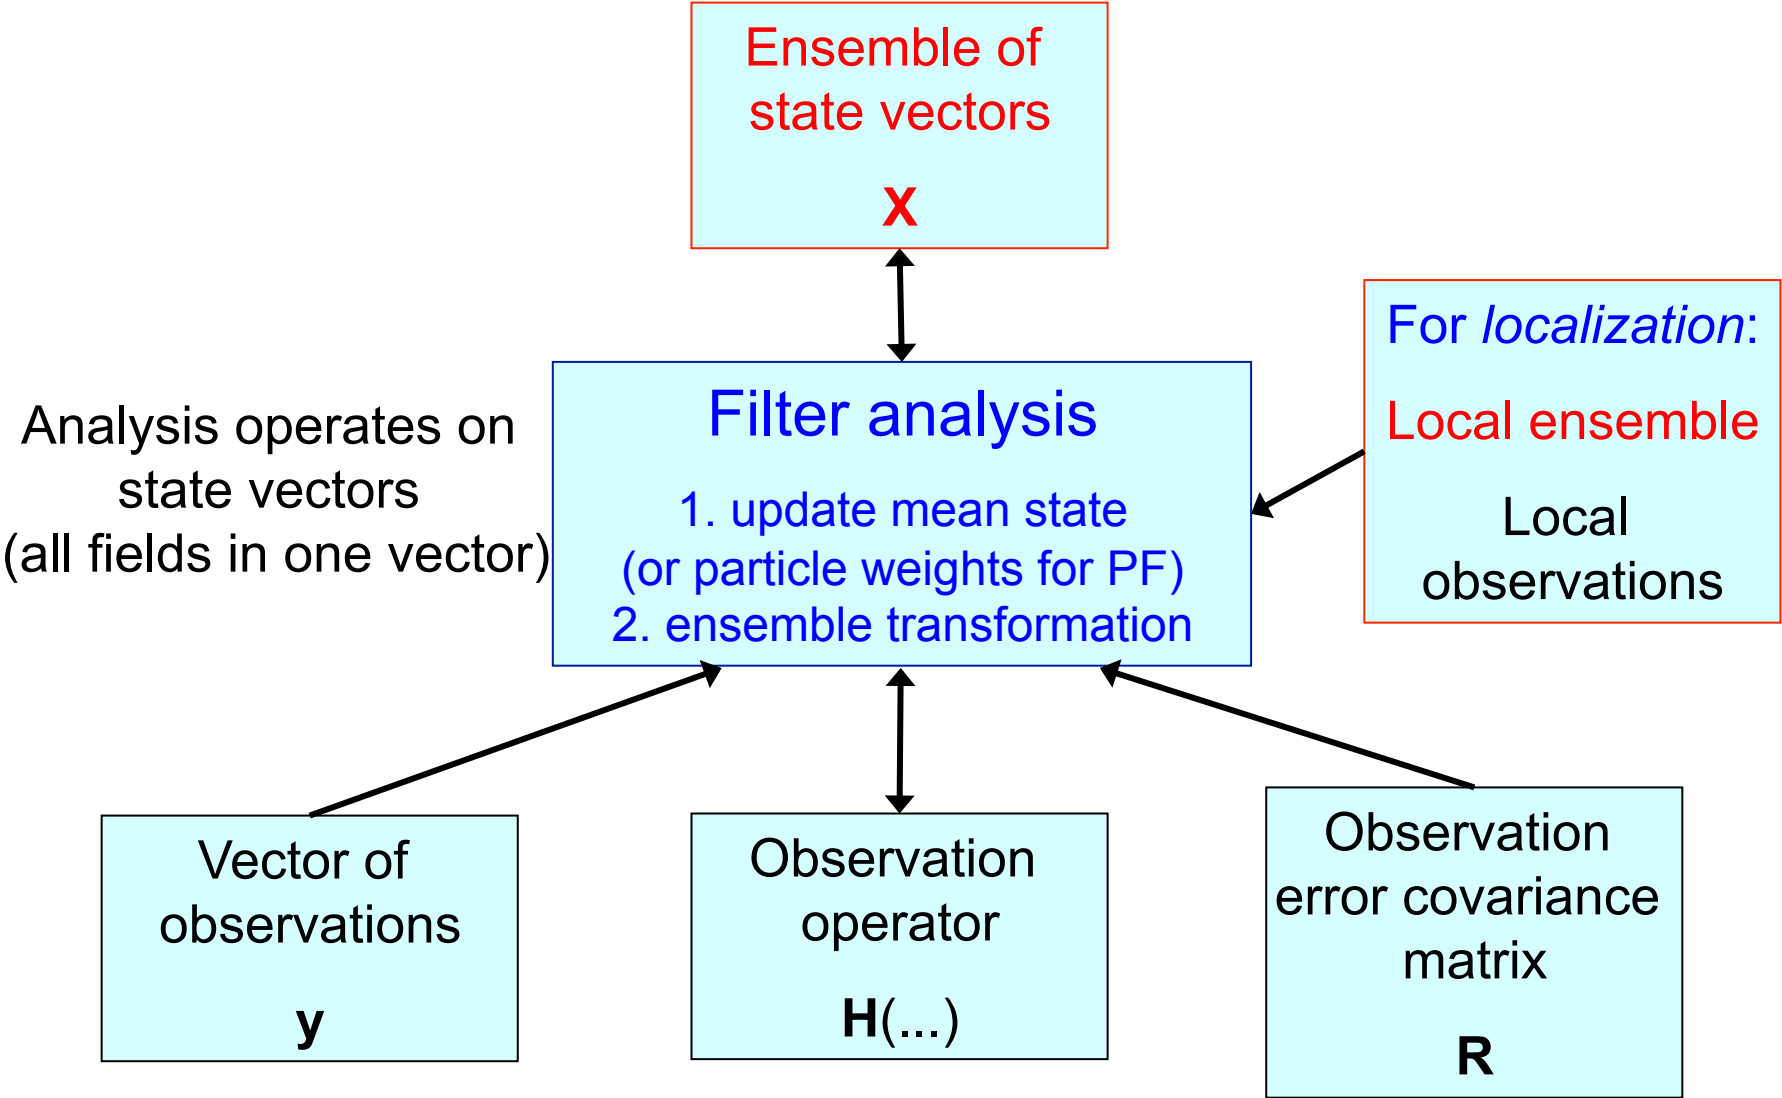 Ensemble of
state vectors
X
For localization:
Local ensemble
Local
observations
Analysis operates on
state vectors
(all fields in one vector)
Filter analysis
1. update mean state
(or particle weights for PF)
2. ensemble transformation
Vector of
observations
y
Observation
operator
H(...)
Observation
error covariance
matrix
R